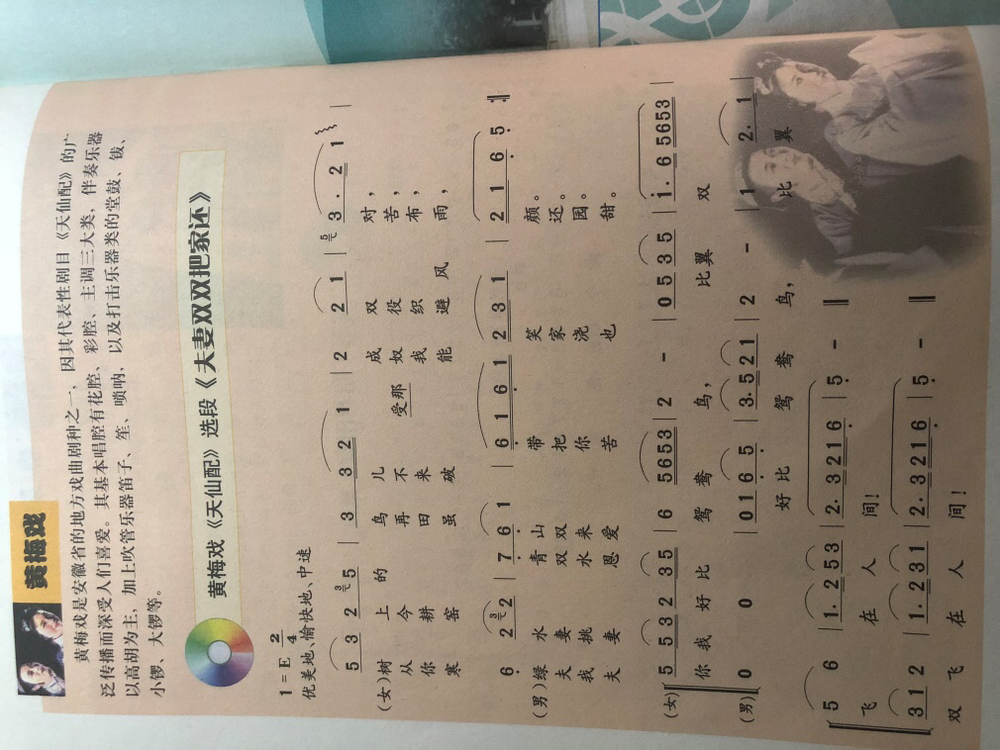 黄梅戏
黄梅戏是安徽省的地方戏曲剧种之一，因其代表性剧目《天仙配》的广
泛传播而深受人们喜爱。其基本唱腔有花腔、彩腔、主调三大类，伴奏乐器
以高胡为主，加上吹管乐器笛子、笙、唢呐，以及打击乐器类的堂鼓、钹、
小锣、大锣等。
黄梅戏《天仙配》选段《夫妻双双把家还》
1 = E 2/4
优美地、愉快地、中速
5 5 3 2 3 5 | 3 3 2 1 | 2 2 1 | 5 3 . 2 1 |
(女)树 上 的 鸟 儿 成 双 对，
从 今 再 不 受那 奴 役 苦，
你 耕 田 来 我 织 布，
寒 窑 虽 破 能 避 风 雨，
6 2 3 2 | 7 6 1 | 6 1 6 1 2 3 1 | 2 1 6 5 :‖
(男)绿 水 青 山 带 笑 颜。
夫 妻 双 双 把 家 还。
我 挑 水 来 你 浇 园。
夫 妻 恩 爱 苦 也 甜。
(女) 5 5 3 2 3 5 | 6 5653 | 2 - | 0 5 3 5 | 1. 6 5653 |
你 我 好 比 鸳 鸯 鸟， 比 翼 双
(男) 0 0 | 0 1 6 5 | 3. 5 2 1 | 2 - | 1 2. 1 |
好 比 鸳 鸯 鸟， 比 翼
5 6 | 1. 2 5 3 | 2. 3 2 1 6 | 5 - ‖
飞 在 人 间！
3 1 2 | 1. 2 3 1 | 2. 3 2 1 6 | 5 - ‖
双 飞 在 人 间！